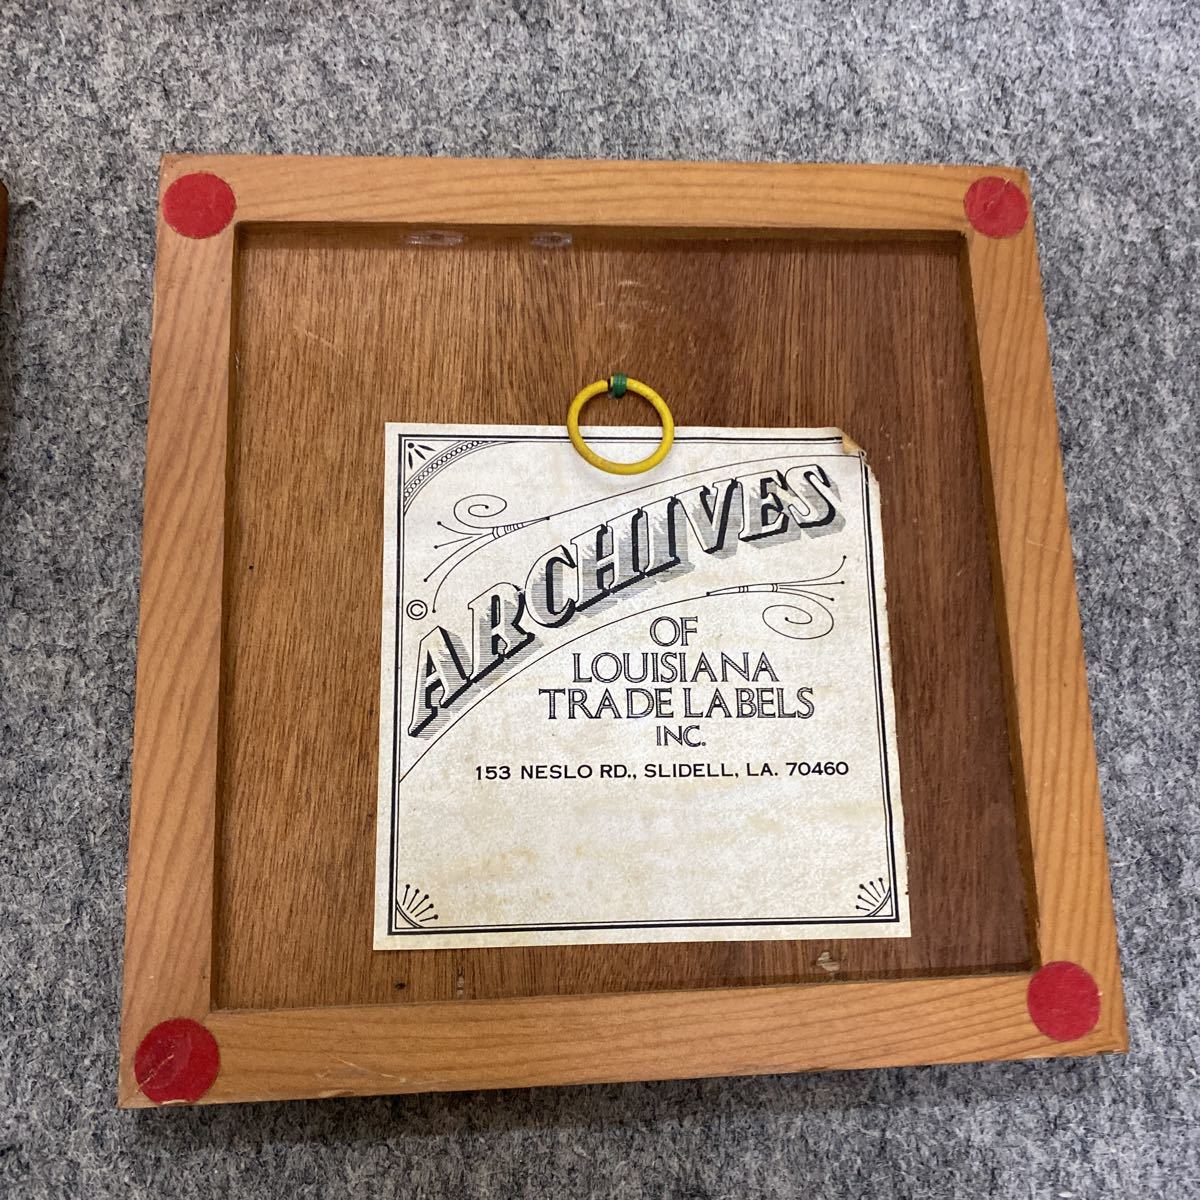 ARCHIVES
©
OF
LOUISIANA
TRADE LABELS
INC.
153 NESLO RD., SLIDELL, LA. 70460